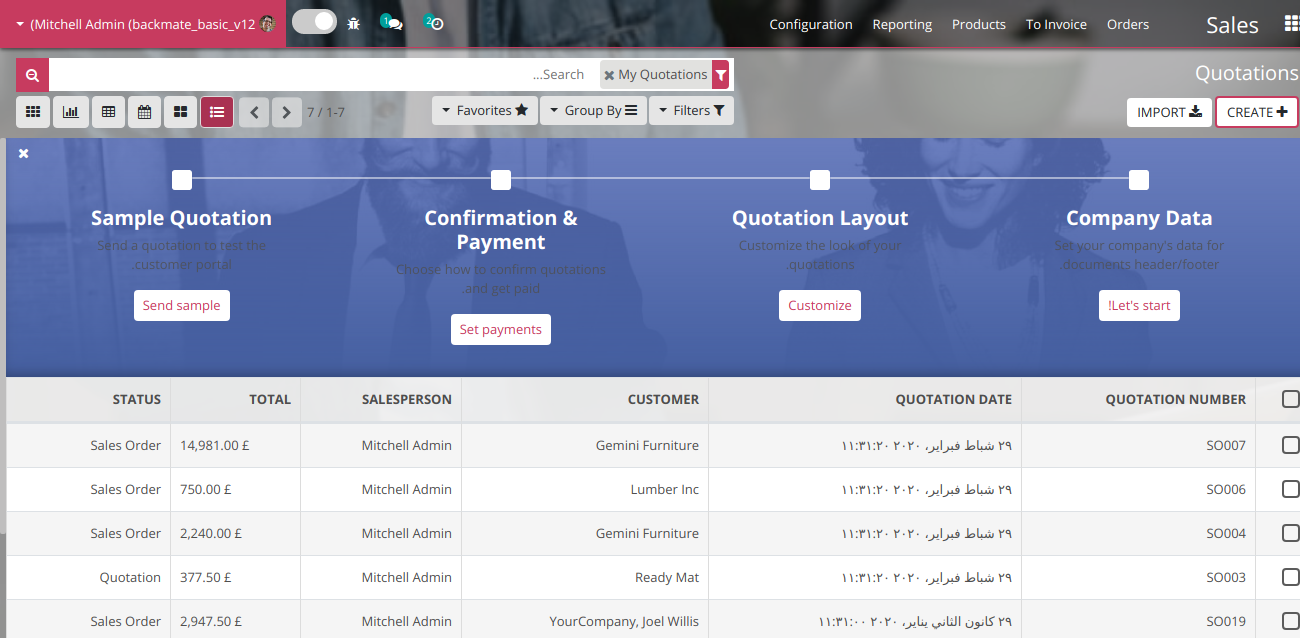 Sales
Orders
To Invoice
Products
Reporting
Configuration
2
1
(Mitchell Admin (backmate_basic_v12
Quotations
My Quotations
...Search
CREATE
IMPORT
Filters
Group By
Favorites
7 / 1-7
Company Data
Set your company's data for
.documents header/footer
!Let's start
Quotation Layout
Customize the look of your
.quotations
Customize
Confirmation &
Payment
Choose how to confirm quotations
.and get paid
Set payments
Sample Quotation
Send a quotation to test the
.customer portal
Send sample
QUOTATION NUMBER QUOTATION DATE CUSTOMER SALESPERSON TOTAL STATUS
SO007 ٢٩ شباط فبراير، ٢٠٢٠ ١١:٣١:٢٠ Gemini Furniture Mitchell Admin 14,981.00 £ Sales Order
SO006 ٢٩ شباط فبراير، ٢٠٢٠ ١١:٣١:٢٠ Lumber Inc Mitchell Admin 750.00 £ Sales Order
SO004 ٢٩ شباط فبراير، ٢٠٢٠ ١١:٣١:٢٠ Gemini Furniture Mitchell Admin 2,240.00 £ Sales Order
SO003 ٢٩ شباط فبراير، ٢٠٢٠ ١١:٣١:٢٠ Ready Mat Mitchell Admin 377.50 £ Quotation
SO019 ٢٩ كانون الثاني يناير، ٢٠٢٠ ١١:٣١:٠٠ YourCompany, Joel Willis Mitchell Admin 2,947.50 £ Sales Order